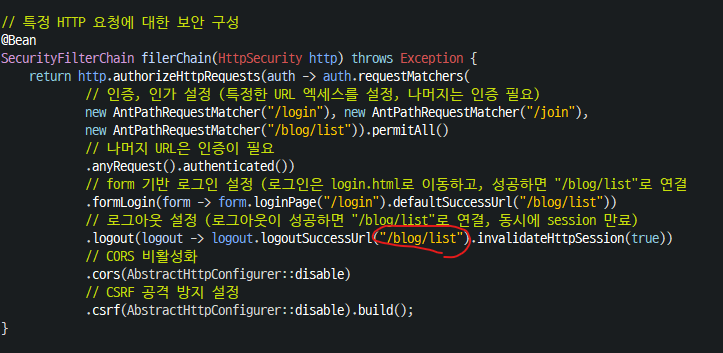 // 특정 HTTP 요청에 대한 보안 구성
@Bean
SecurityFilterChain filerChain(HttpSecurity http) throws Exception {
return http.authorizeHttpRequests(auth -> auth.requestMatchers(
// 인증, 인가 설정 (특정한 URL 엑세스를 설정, 나머지는 인증 필요)
new AntPathRequestMatcher("/login"), new AntPathRequestMatcher("/join"),
new AntPathRequestMatcher("/blog/list")).permitAll()
// 나머지 URL은 인증이 필요
.anyRequest().authenticated())
// form 기반 로그인 설정 (로그인은 login.html로 이동하고, 성공하면 "/blog/list"로 연결
.formLogin(form -> form.loginPage("/login").defaultSuccessUrl("/blog/list"))
// 로그아웃 설정 (로그아웃이 성공하면 "/blog/list"로 연결, 동시에 session 만료)
.logout(logout -> logout.logoutSuccessUrl("/blog/list").invalidateHttpSession(true))
// CORS 비활성화
.cors(AbstractHttpConfigurer::disable)
// CSRF 공격 방지 설정
.csrf(AbstractHttpConfigurer::disable).build();
}